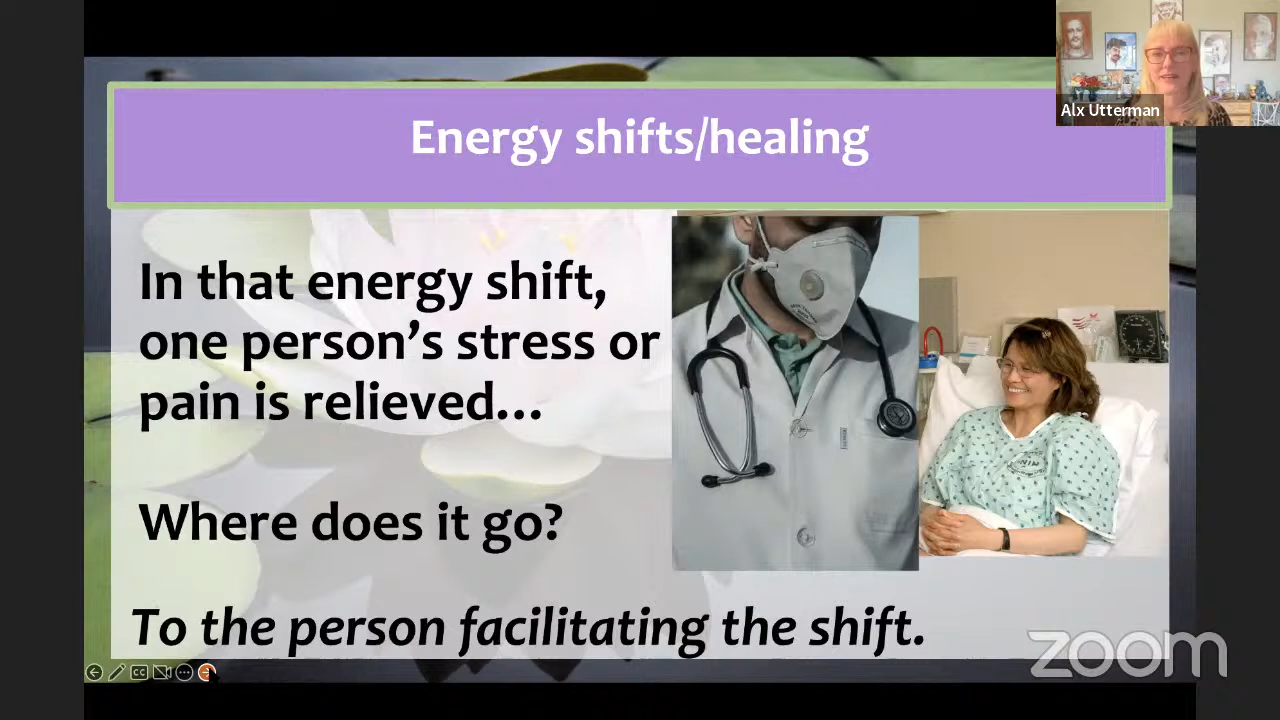 Alx Utterman
Energy shifts/healing
In that energy shift,
one person’s stress or
pain is relieved...
Where does it go?
To the person facilitating the shift.
CC
zoom